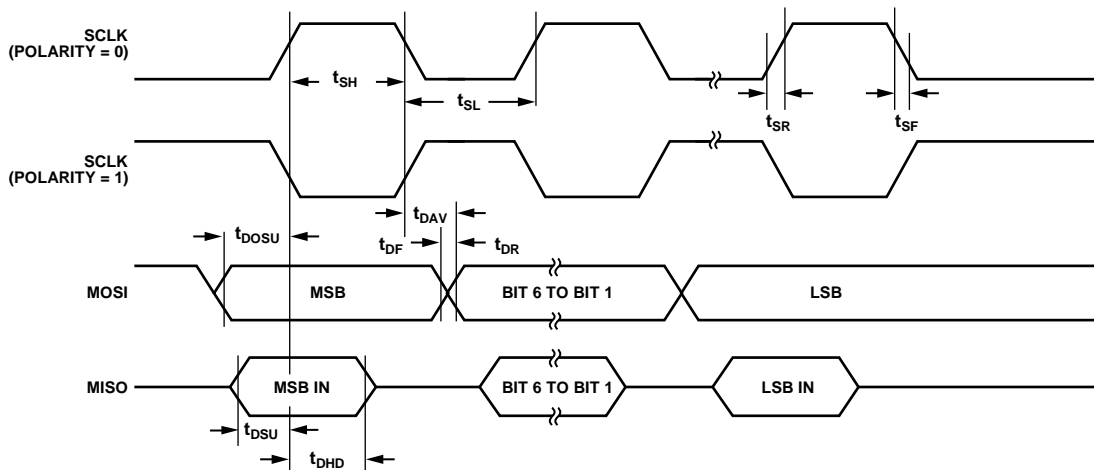 SCLK
(POLARITY = 0)
tSH
tSL
tSR
tSF
SCLK
(POLARITY = 1)
tDAV
tDOSU
tDF
tDR
MOSI
MSB
BIT 6 TO BIT 1
LSB
MISO
MSB IN
BIT 6 TO BIT 1
LSB IN
tDSU
tDHD